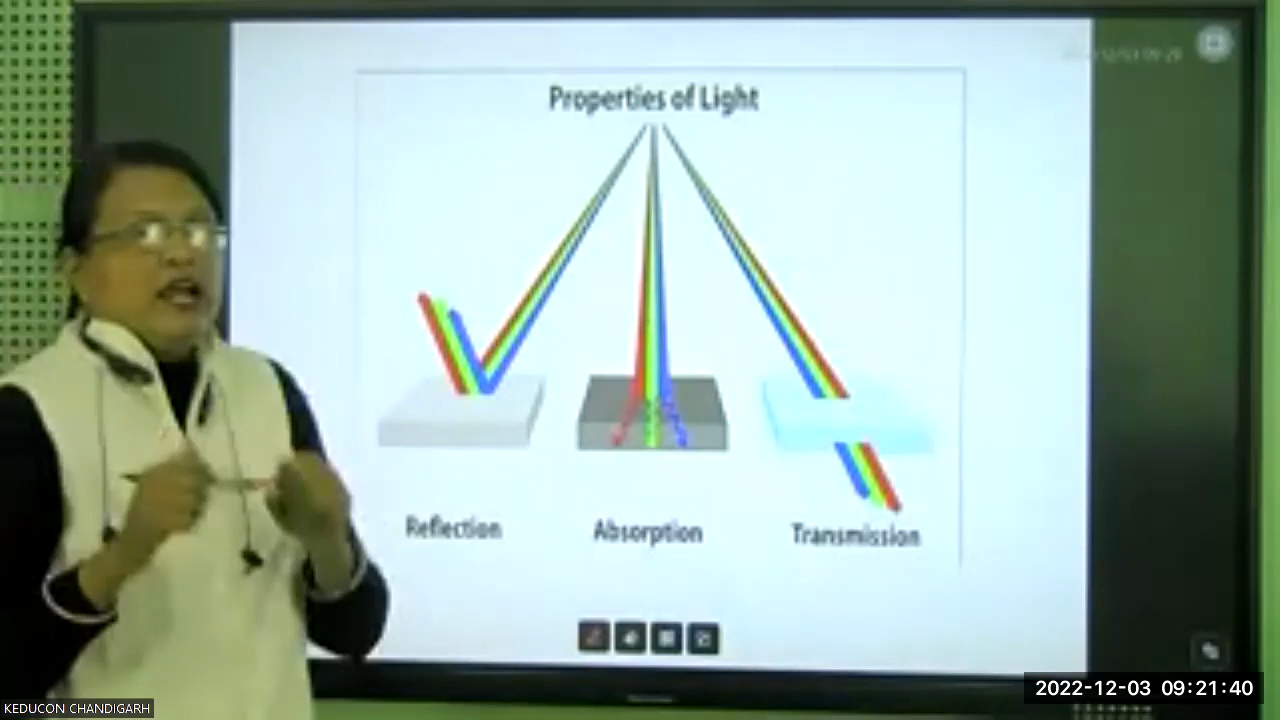 Properties of Light
Reflection
Absorption
Transmission
2022-12-03 09:21:40
KEDUCON CHANDIGARH